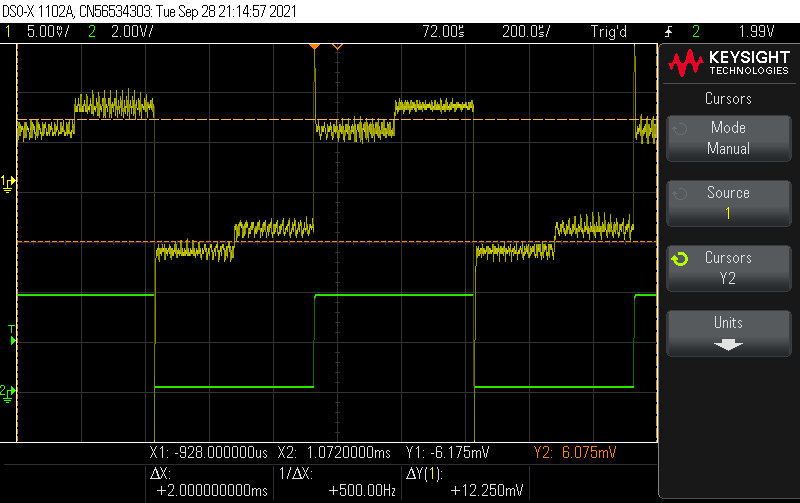 DSO-X 1102A, CN56534303: Tue Sep 28 21:14:57 2021
1 5.00V/ 2 2.00V/ 72.00s 200.0s/ Trig'd 2 1.99V
KEYSIGHT
TECHNOLOGIES
Cursors
Mode
Manual
Source
1
Cursors
Y2
Units
1
T
2
X1: -928.000000us X2: 1.0720000ms Y1: -6.175mV Y2: 6.075mV
ΔX:
+2.000000000ms
1/ΔX:
+500.00Hz
ΔY(1):
+12.250mV